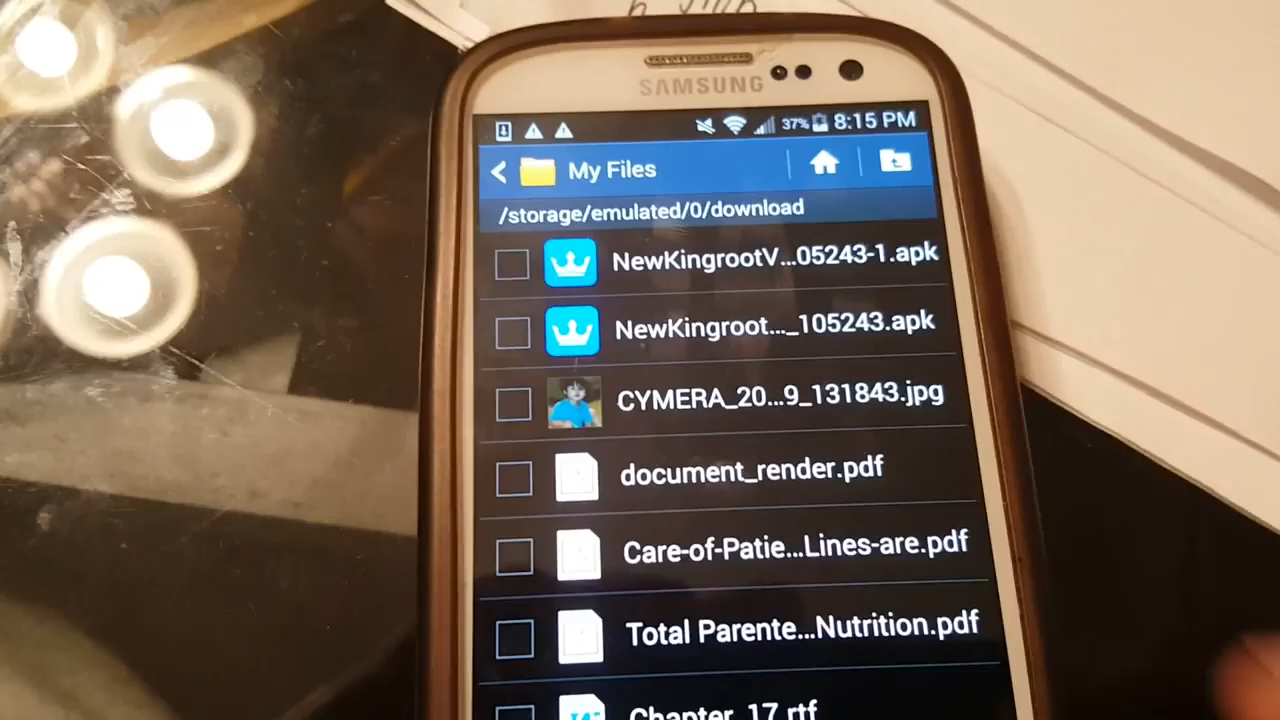 SAMSUNG
37% 8:15 PM
My Files
/storage/emulated/0/download
NewKingrootV...05243-1.apk
NewKingroot..._105243.apk
CYMERA_20...9_131843.jpg
document_render.pdf
Care-of-Patie...Lines-are.pdf
Total Parente...Nutrition.pdf
Chapter_17.rtf